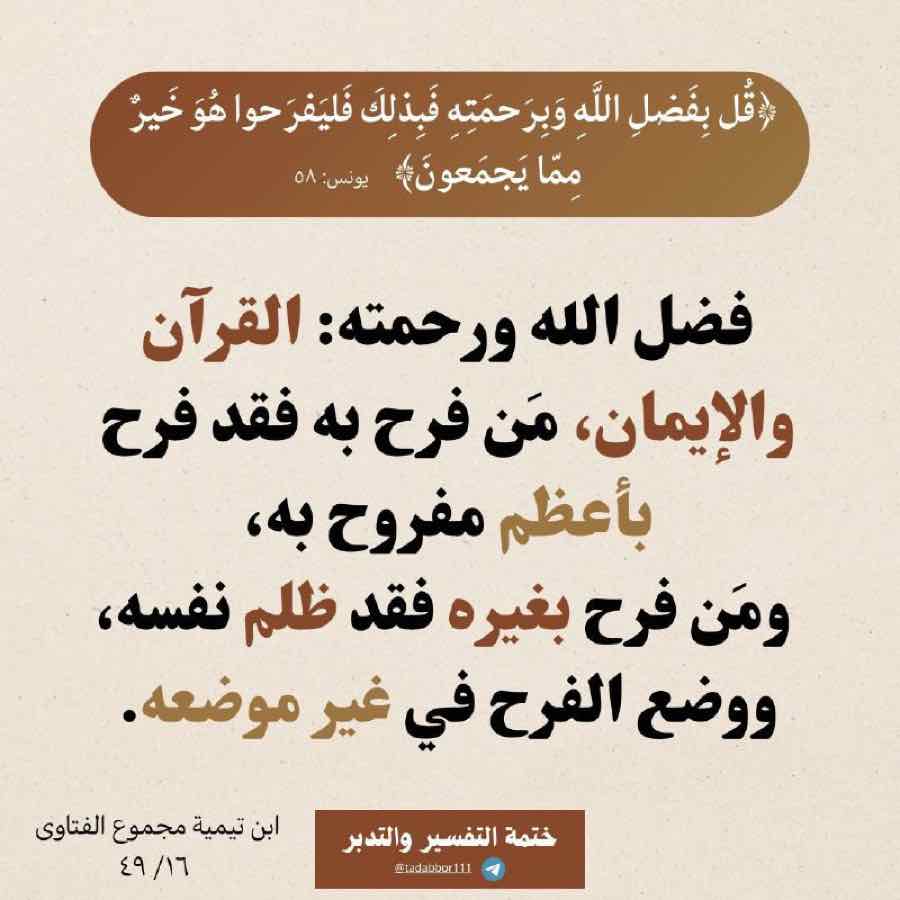 ﴿قُل بِفَضلِ اللَّهِ وَبِرَحمَتِهِ فَبِذلِكَ فَليَفرَحوا هُوَ خَيرٌ
مِمّا يَجمَعونَ﴾ يونس: ٥٨
فضل الله ورحمته: القرآن
والإيمان، مَن فرح به فقد فرح
بأعظم مفروح به،
ومَن فرح بغيره فقد ظلم نفسه،
ووضع الفرح في غير موضعه.
ابن تيمية مجموع الفتاوى
١٦/ ٤٩
ختمة التفسير والتدبر
@tadabbor111